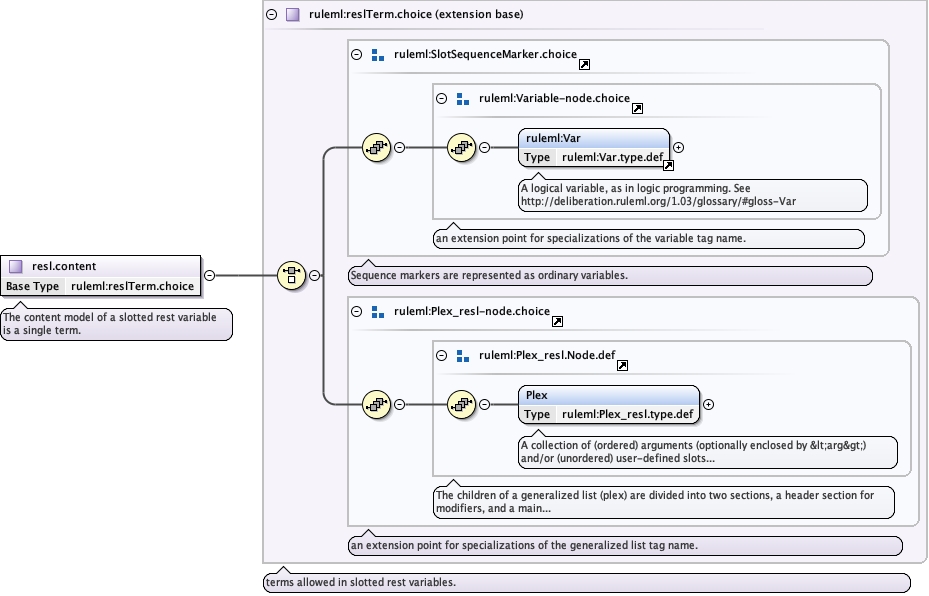 ruleml:reslTerm.choice (extension base)
ruleml:SlotSequenceMarker.choice
ruleml:Variable-node.choice
ruleml:Var
Type ruleml:Var.type.def
A logical variable, as in logic programming. See
http://deliberation.ruleml.org/1.03/glossary/#gloss-Var
an extension point for specializations of the variable tag name.
Sequence markers are represented as ordinary variables.
resl.content
Base Type ruleml:reslTerm.choice
The content model of a slotted rest variable
is a single term.
ruleml:Plex_resl-node.choice
ruleml:Plex_resl.Node.def
Plex
Type ruleml:Plex_resl.type.def
A collection of (ordered) arguments (optionally enclosed by &lt;arg&gt;)
and/or (unordered) user-defined slots...
The children of a generalized list (plex) are divided into two sections, a header section for
modifiers, and a main...
an extension point for specializations of the generalized list tag name.
terms allowed in slotted rest variables.